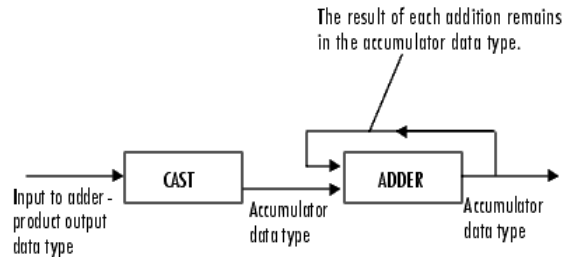 The result of each addition remains
in the accumulator data type.
CAST
ADDER
Input to adder -
product output
data type
Accumulator
data type
Accumulator
data type